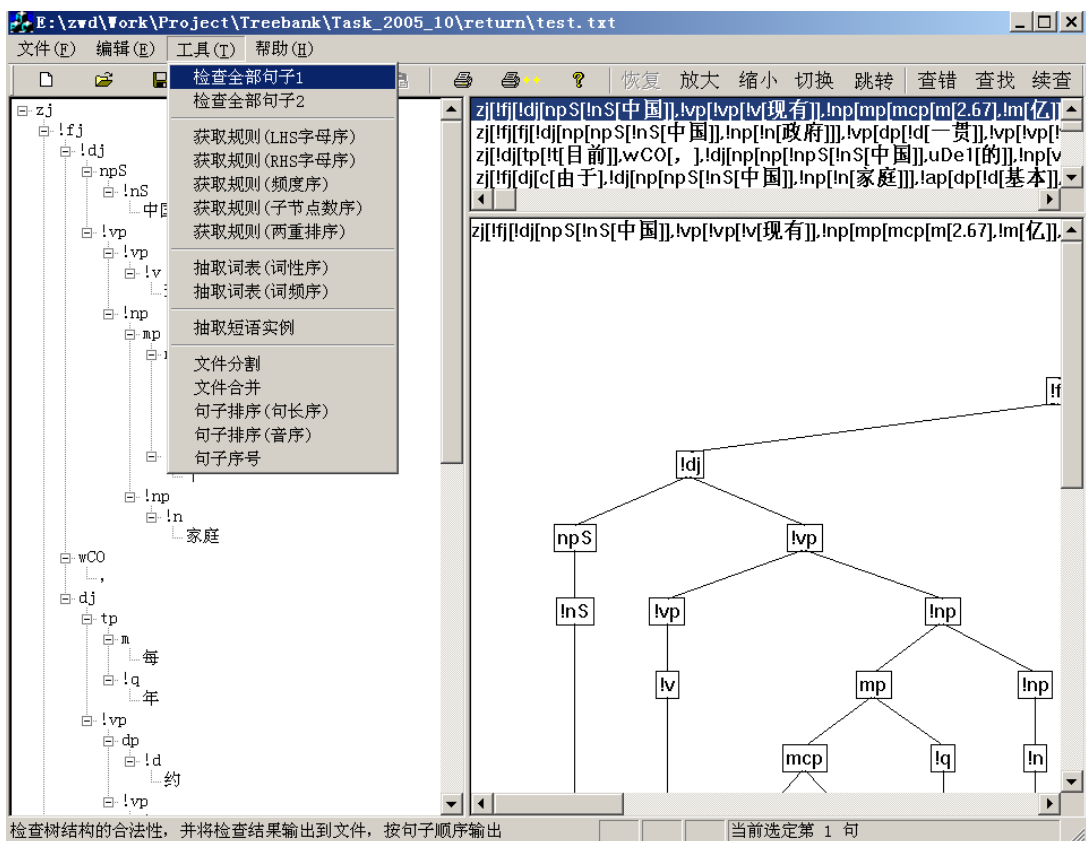 E:\zwd\Work\Project\Treebank\Task_2005_10\return\test.txt
文件(F) 编辑(E) 工具(T) 帮助(H)
恢复 放大 缩小 切换 跳转 查错 查找 续查
检查全部句子1
检查全部句子2
获取规则(LHS字母序)
获取规则(RHS字母序)
获取规则(频度序)
获取规则(子节点数序)
获取规则(两重排序)
抽取词表(词性序)
抽取词表(词频序)
抽取短语实例
文件分割
文件合并
句子排序(句长序)
句子排序(音序)
句子序号
zj
!fj
!dj
npS
!nS
!vp
!vp
!v
!np
mp
!np
!n
家庭
wCO
，
dj
tp
m
每
!q
年
!vp
dp
!d
约
!vp
zj[!fj[!dj[npS[!nS[中国]],!vp[!vp[!v[现有]],!np[mp[mcp[m[2.67],!m[亿]]
zj[!fj[fj[!dj[np[npS[!nS[中国]],!np[!n[政府]]],!vp[dp[!d[一贯]],!vp[!vp[!
zj[!dj[tp[!t[目前]],wCO[，],!dj[np[np[!npS[!nS[中国]],uDe1[的]],!np[v
zj[!fj[dj[c[由于],!dj[np[npS[!nS[中国]],!np[!n[家庭]]],!ap[dp[!d[基本]],
zj[!fj[!dj[npS[!nS[中国]],!vp[!vp[!v[现有]],!np[mp[mcp[m[2.67],!m[亿]],
!dj
npS !vp
!nS !vp !np
!v mp !np
mcp !q !n
检查树结构的合法性，并将检查结果输出到文件，按句子顺序输出 当前选定第 1 句